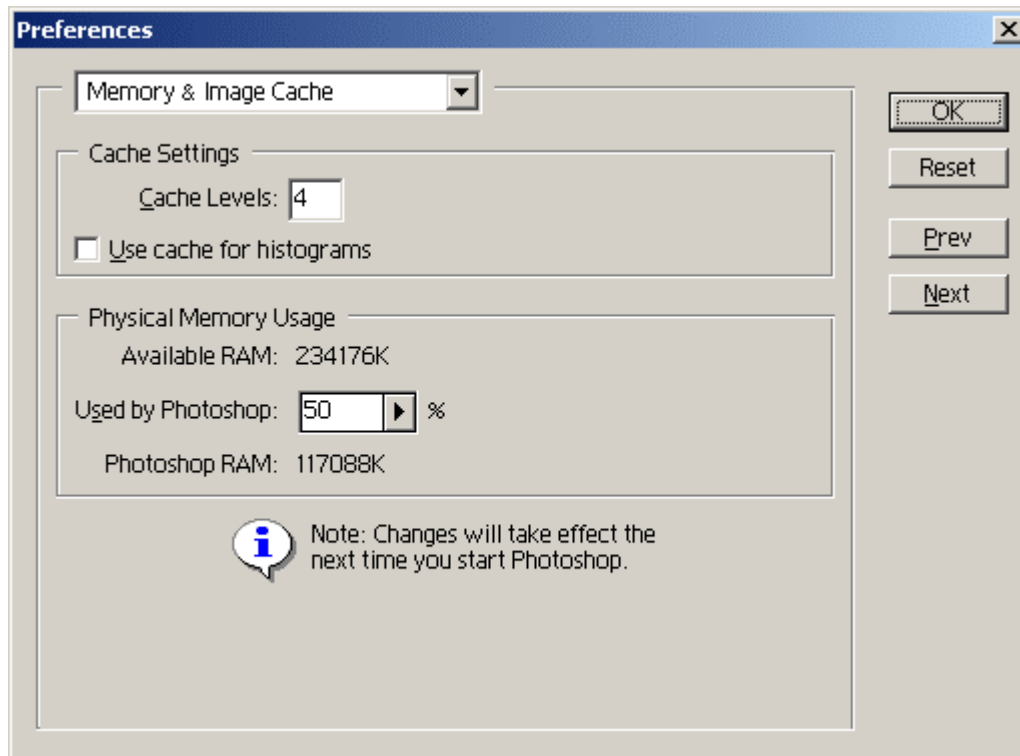 Preferences
Memory & Image Cache
OK
Cache Settings
Reset
Cache Levels: 4
Use cache for histograms
Prev
Next
Physical Memory Usage
Available RAM: 234176K
Used by Photoshop: 50 %
Photoshop RAM: 117088K
Note: Changes will take effect the
next time you start Photoshop.